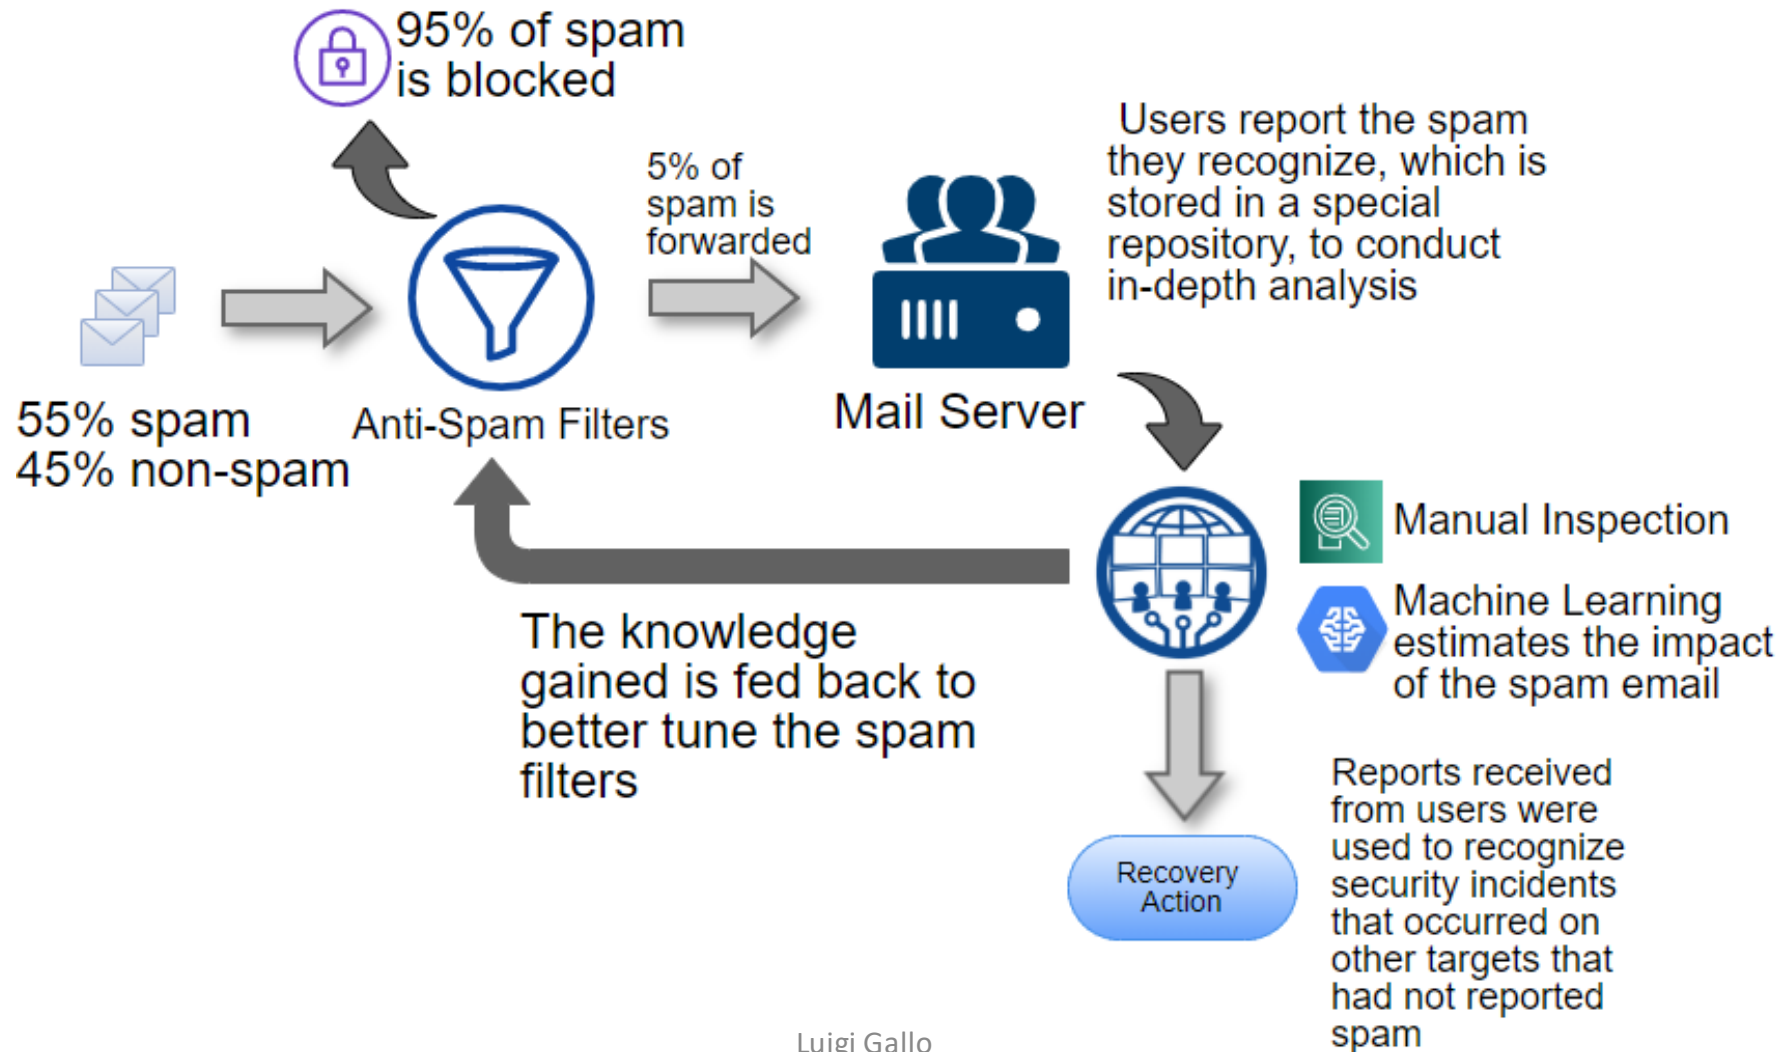 95% of spam
is blocked
5% of
spam is
forwarded
Users report the spam
they recognize, which is
stored in a special
repository, to conduct
in-depth analysis
55% spam
45% non-spam
Anti-Spam Filters
Mail Server
Manual Inspection
Machine Learning
estimates the impact
of the spam email
The knowledge
gained is fed back to
better tune the spam
filters
Recovery
Action
Reports received
from users were
used to recognize
security incidents
that occurred on
other targets that
had not reported
spam
Luigi Gallo